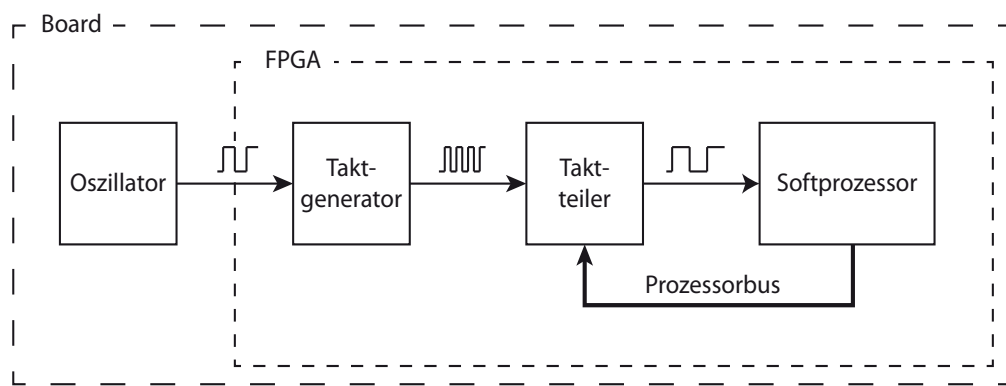 Board
FPGA
Oszillator
Takt-
generator
Takt-
teiler
Softprozessor
Prozessorbus